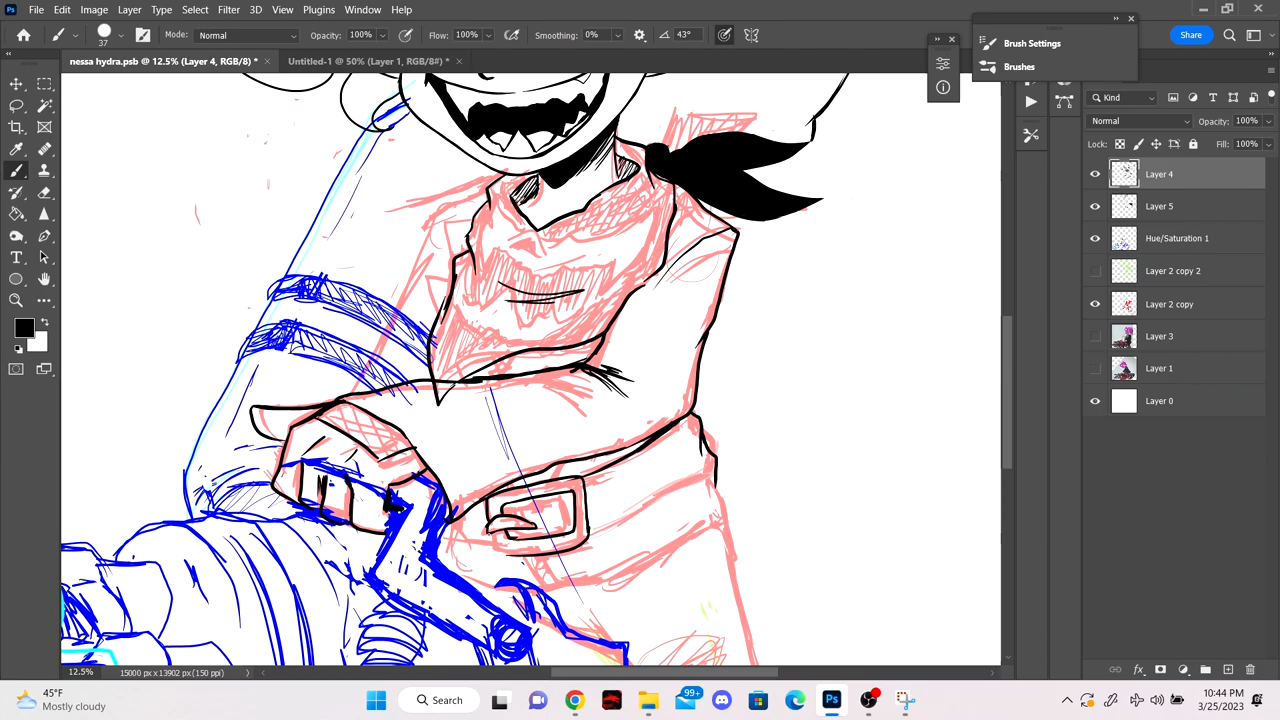 File Edit Image Layer Type Select Filter 3D View Plugins Window Help
37 Mode: Normal Opacity: 100% Flow: 100% Smoothing: 0% 43° Share
nessa hydra.psb @ 12.5% (Layer 4, RGB/8) * × Untitled-1 @ 50% (Layer 1, RGB/8#) * ×
Brush Settings
Brushes
Kind
Normal Opacity: 100%
Lock: Fill: 100%
Layer 4
Layer 5
Hue/Saturation 1
Layer 2 copy 2
Layer 2 copy
Layer 3
Layer 1
Layer 0
12.5% 15000 px x 13902 px (150 ppi)
45°F
Mostly cloudy
Search
99+
Ps
10:44 PM
3/25/2023